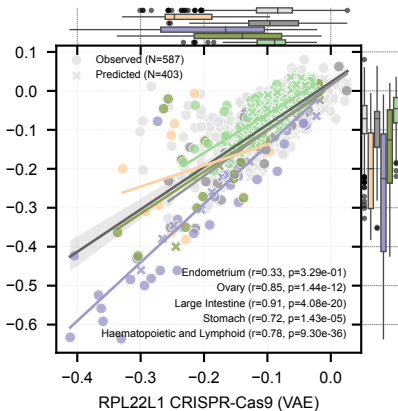 0.1
Observed (N=587)
0.0
Predicted (N=403)
−0.1
−0.2
−0.3
−0.4
Endometrium (r=0.33, p=3.29e-01)
Ovary (r=0.85, p=1.44e-12)
−0.5
Large Intestine (r=0.91, p=4.08e-20)
Stomach (r=0.72, p=1.43e-05)
−0.6
Haematopoietic and Lymphoid (r=0.78, p=9.30e-36)
−0.4 −0.3 −0.2 −0.1 0.0
RPL22L1 CRISPR-Cas9 (VAE)